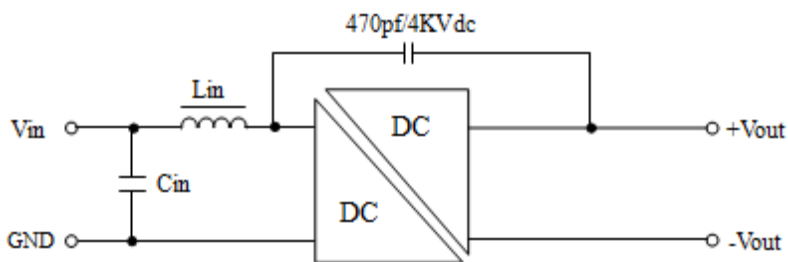 470pf/4KVdc
Lin
Vin
DC
+Vout
Cin
DC
GND
-Vout